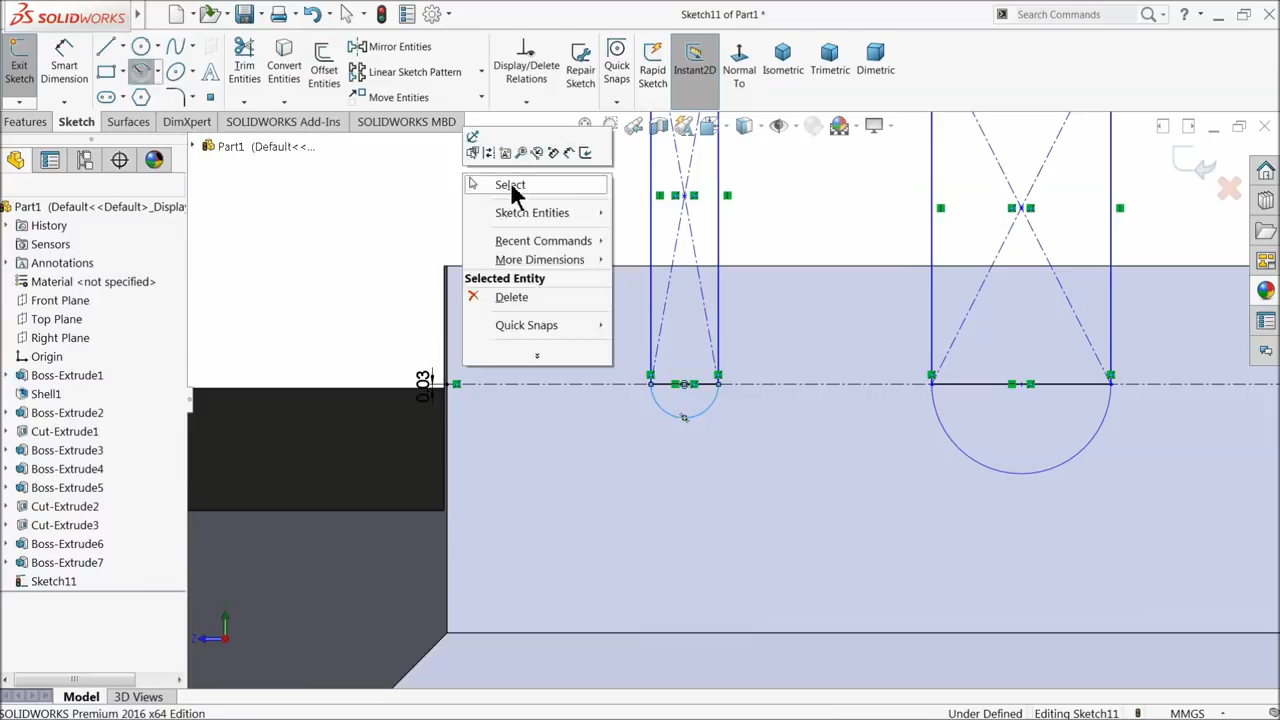 SOLIDWORKS
Sketch11 of Part1 *
Search Commands
?
Exit Sketch
Smart Dimension
Trim Entities
Convert Entities
Offset Entities
Mirror Entities
Linear Sketch Pattern
Move Entities
Display/Delete Relations
Repair Sketch
Quick Snaps
Rapid Sketch
Instant2D
Normal To
Isometric
Trimetric
Dimetric
Features
Sketch
Surfaces
DimXpert
SOLIDWORKS Add-Ins
SOLIDWORKS MBD
Part1 (Default<<...
Part1 (Default<<Default>_Display
History
Sensors
Annotations
Material <not specified>
Front Plane
Top Plane
Right Plane
Origin
Boss-Extrude1
Shell1
Boss-Extrude2
Cut-Extrude1
Boss-Extrude3
Boss-Extrude4
Boss-Extrude5
Cut-Extrude2
Cut-Extrude3
Boss-Extrude6
Boss-Extrude7
Sketch11
Select
Sketch Entities
Recent Commands
More Dimensions
Selected Entity
Delete
Quick Snaps
0.03
Z
Model
3D Views
SOLIDWORKS Premium 2016 x64 Edition
Under Defined
Editing Sketch11
MMGS